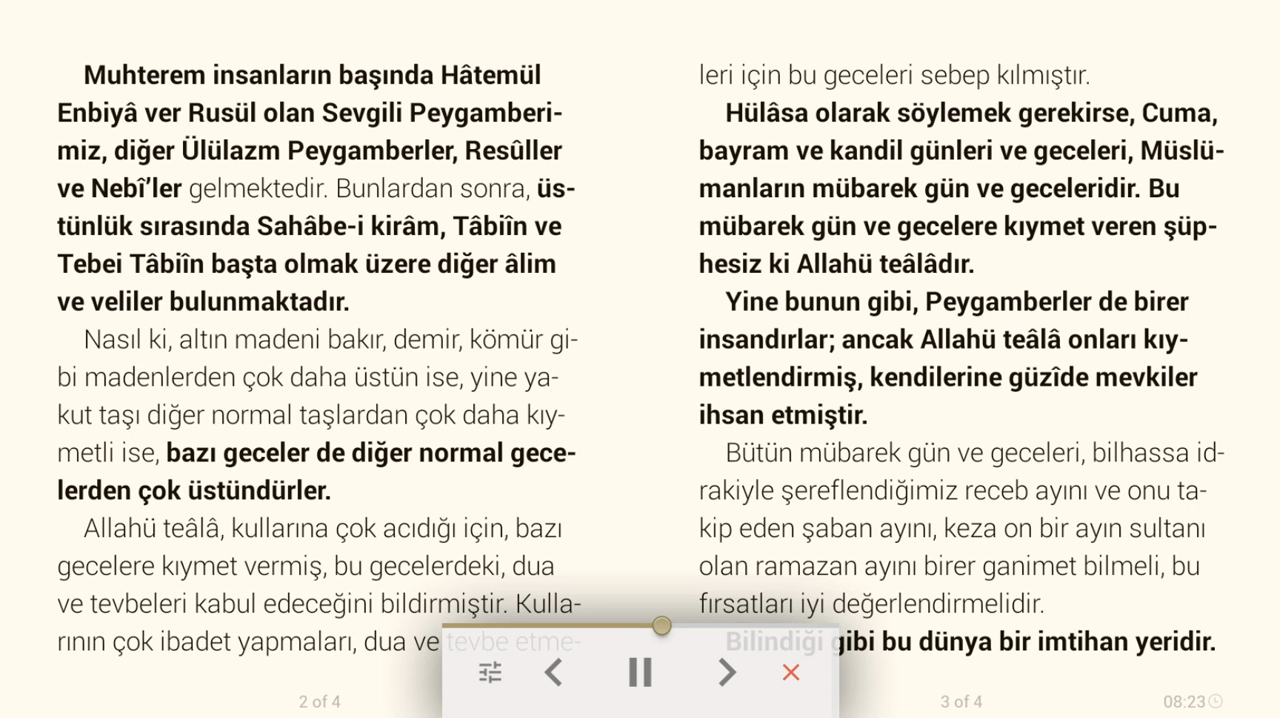 Muhterem insanların başında Hâtemül
Enbiyâ ver Rusül olan Sevgili Peygamberi-
miz, diğer Ülülazm Peygamberler, Resûller
ve Nebî’ler gelmektedir. Bunlardan sonra, üs-
tünlük sırasında Sahâbe-i kirâm, Tâbiîn ve
Tebei Tâbiîn başta olmak üzere diğer âlim
ve veliler bulunmaktadır.
Nasıl ki, altın madeni bakır, demir, kömür gi-
bi madenlerden çok daha üstün ise, yine ya-
kut taşı diğer normal taşlardan çok daha kıy-
metli ise, bazı geceler de diğer normal gece-
lerden çok üstündürler.
Allahü teâlâ, kullarına çok acıdığı için, bazı
gecelere kıymet vermiş, bu gecelerdeki, dua
ve tevbeleri kabul edeceğini bildirmiştir. Kulla-
rının çok ibadet yapmaları, dua ve tevbe etme-
2 of 4
leri için bu geceleri sebep kılmıştır.
Hülâsa olarak söylemek gerekirse, Cuma,
bayram ve kandil günleri ve geceleri, Müslü-
manların mübarek gün ve geceleridir. Bu
mübarek gün ve gecelere kıymet veren şüp-
hesiz ki Allahü teâlâdır.
Yine bunun gibi, Peygamberler de birer
insandırlar; ancak Allahü teâlâ onları kıy-
metlendirmiş, kendilerine güzîde mevkiler
ihsan etmiştir.
Bütün mübarek gün ve geceleri, bilhassa id-
rakiyle şereflendiğimiz receb ayını ve onu ta-
kip eden şaban ayını, keza on bir ayın sultanı
olan ramazan ayını birer ganimet bilmeli, bu
fırsatları iyi değerlendirmelidir.
Bilindiği gibi bu dünya bir imtihan yeridir.
3 of 4
08:23